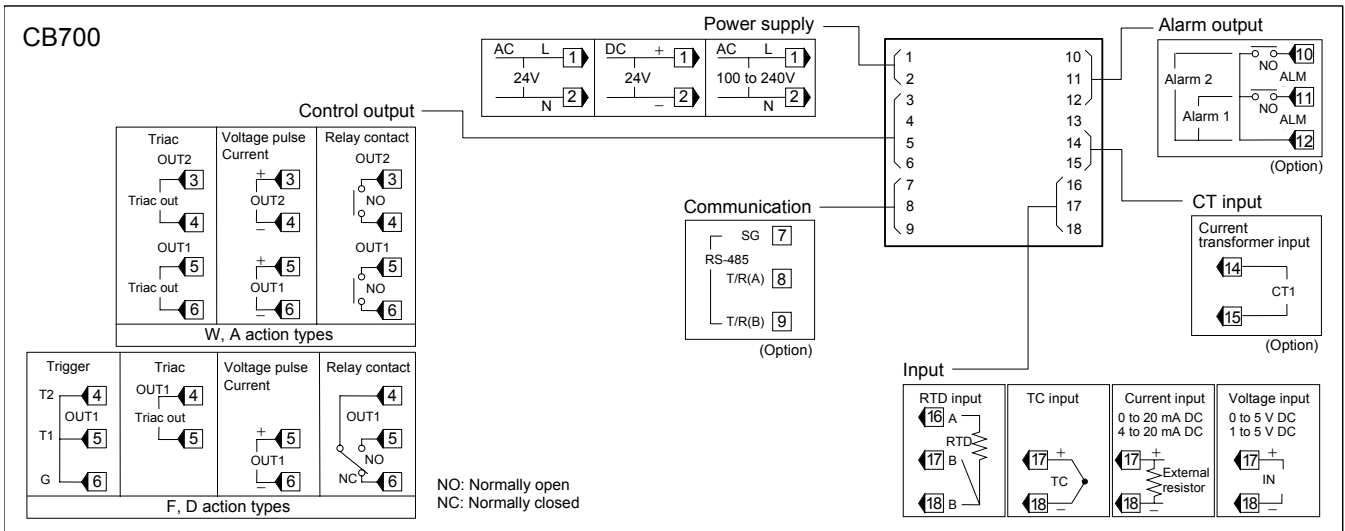 CB700
Power supply
AC L 1
24V
N 2
DC + 1
24V
− 2
AC L 1
100 to 240V
N 2
1
2
3
4
5
6
7
8
9
10
11
12
13
14
15
16
17
18
Alarm output
Alarm 2
NO
10
ALM
Alarm 1
NO
11
ALM
12
(Option)
Control output
Triac
OUT2
3
Triac out
4
OUT1
5
Triac out
6
Voltage pulse
Current
+ 3
OUT2
− 4
+ 5
OUT1
− 6
Relay contact
OUT2
3
NO
4
OUT1
5
NO
6
W, A action types
Trigger
T2 4
OUT1
T1 5
G 6
Triac
OUT1 4
Triac out
5
Voltage pulse
Current
+ 5
OUT1
− 6
Relay contact
4
OUT1
5
NO
NC 6
F, D action types
NO: Normally open
NC: Normally closed
Communication
SG 7
RS-485
T/R(A) 8
T/R(B) 9
(Option)
CT input
Current
transformer input
14
CT1
15
(Option)
Input
RTD input
16 A
RTD
17 B
18 B
TC input
17 +
TC
18 −
Current input
0 to 20 mA DC
4 to 20 mA DC
17 +
External
resistor
18 −
Voltage input
0 to 5 V DC
1 to 5 V DC
17 +
IN
18 −